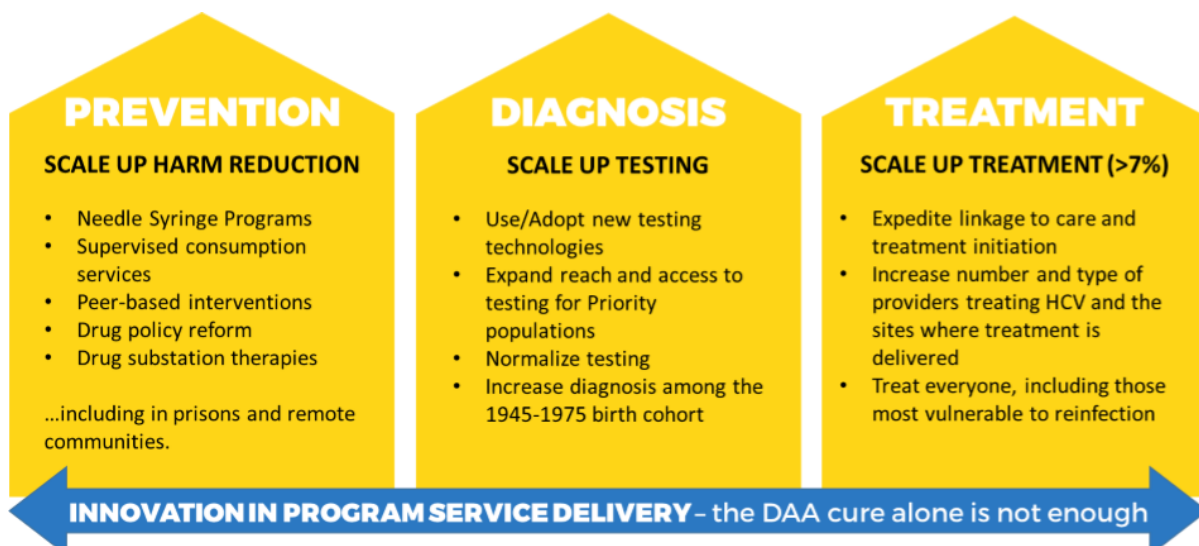 PREVENTION
SCALE UP HARM REDUCTION
• Needle Syringe Programs
• Supervised consumption
services
• Peer-based interventions
• Drug policy reform
• Drug substation therapies
...including in prisons and remote
communities.
DIAGNOSIS
SCALE UP TESTING
• Use/Adopt new testing
technologies
• Expand reach and access to
testing for Priority
populations
• Normalize testing
• Increase diagnosis among the
1945-1975 birth cohort
TREATMENT
SCALE UP TREATMENT (>7%)
• Expedite linkage to care and
treatment initiation
• Increase number and type of
providers treating HCV and the
sites where treatment is
delivered
• Treat everyone, including those
most vulnerable to reinfection
INNOVATION IN PROGRAM SERVICE DELIVERY – the DAA cure alone is not enough